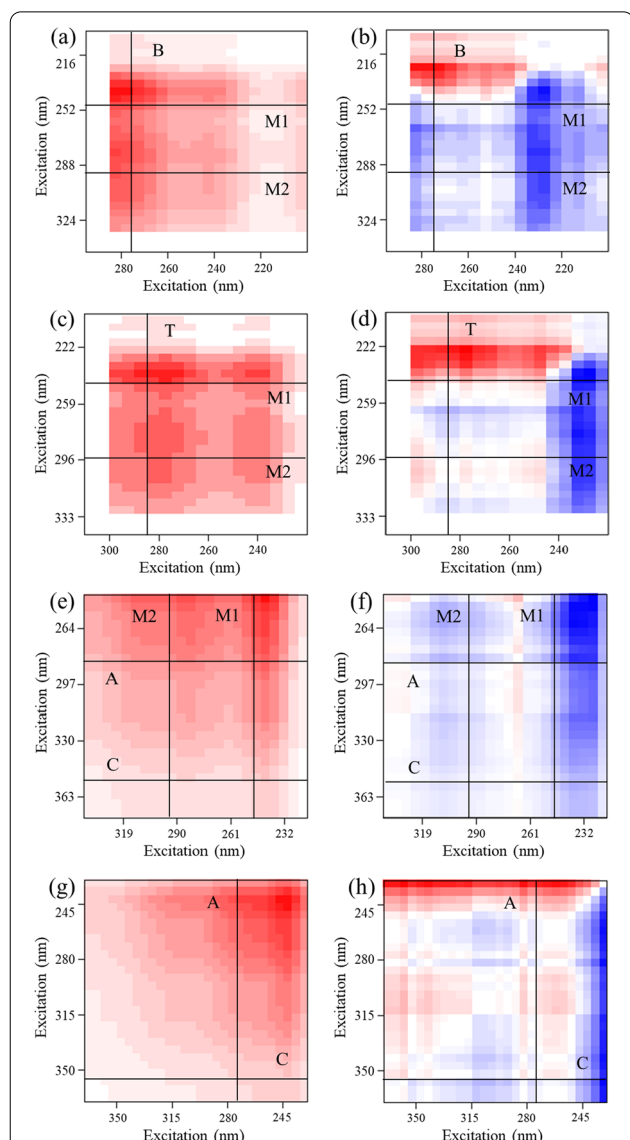 (a) B
216
252
288
324
M1
M2
Excitation (nm)
280 260 240 220
Excitation (nm)
(b) B
216
252
288
324
M1
M2
Excitation (nm)
280 260 240 220
Excitation (nm)
(c) T
222
259
296
333
M1
M2
Excitation (nm)
300 280 260 240
Excitation (nm)
(d) T
222
259
296
333
M1
M2
Excitation (nm)
300 280 260 240
Excitation (nm)
(e) M2 M1
264
297
330
363
A
C
Excitation (nm)
319 290 261 232
Excitation (nm)
(f) M2 M1
264
297
330
363
A
C
Excitation (nm)
319 290 261 232
Excitation (nm)
(g) A
245
280
315
350
C
Excitation (nm)
350 315 280 245
(h) A
245
280
315
350
C
Excitation (nm)
350 315 280 245